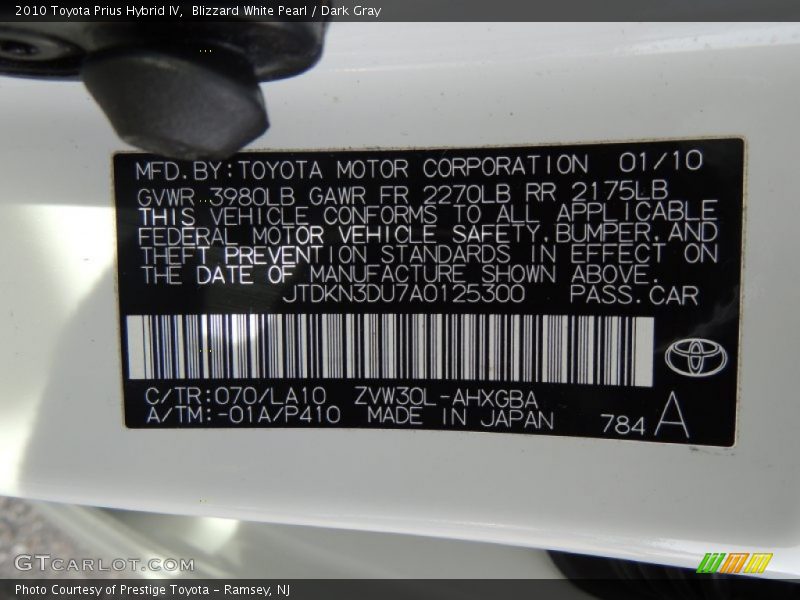 2010 Toyota Prius Hybrid IV, Blizzard White Pearl / Dark Gray
MFD.BY:TOYOTA MOTOR CORPORATION 01/10
GVWR 3980LB GAWR FR 2270LB RR 2175LB
THIS VEHICLE CONFORMS TO ALL APPLICABLE
FEDERAL MOTOR VEHICLE SAFETY,BUMPER,AND
THEFT PREVENTION STANDARDS IN EFFECT ON
THE DATE OF MANUFACTURE SHOWN ABOVE.
JTDKN3DU7A0125300 PASS.CAR
C/TR:070/LA10 ZVW30L-AHXGBA
A/TM:-01A/P410 MADE IN JAPAN 784 A
GTCARLOT.COM
Photo Courtesy of Prestige Toyota - Ramsey, NJ